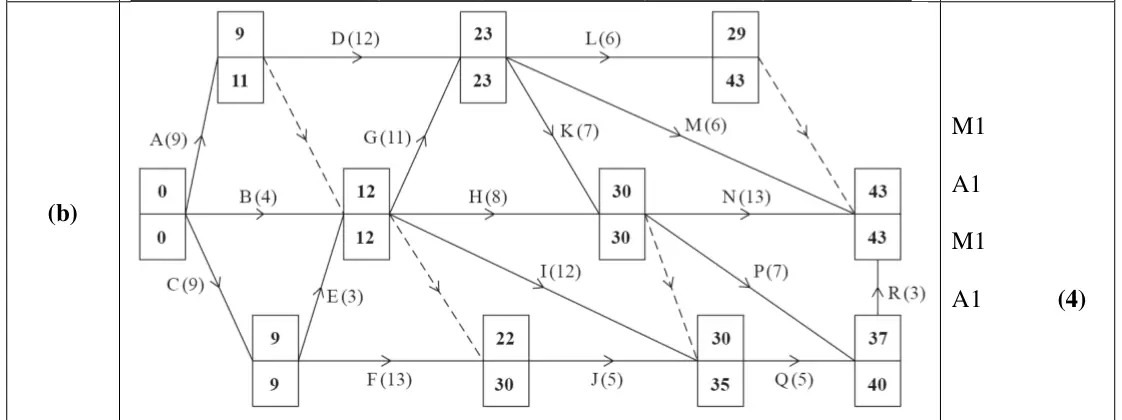 9
23
29
D(12)
L(6)
11
23
43
A(9)
G(11)
K(7)
M(6)
M1
0
12
30
43
A1
B(4)
H(8)
N(13)
(b)
0
12
30
43
M1
C(9)
E(3)
I(12)
P(7)
R(3)
A1 (4)
9
22
30
37
9
F(13)
30
J(5)
35
Q(5)
40